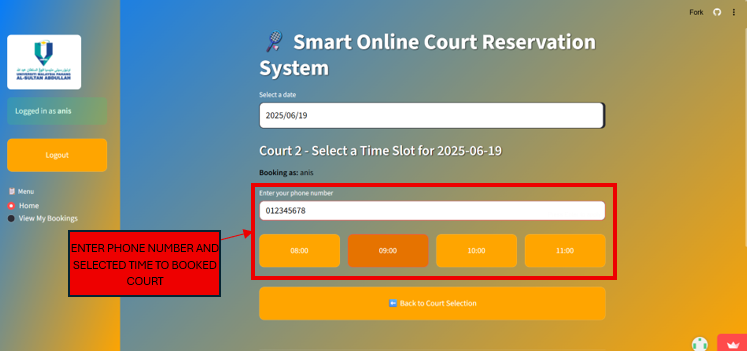 Fork
UNIVERSITI MALAYSIA PAHANG
AL-SULTAN ABDULLAH
Logged in as anis
Logout
Menu
Home
View My Bookings
Smart Online Court Reservation
System
Select a date
2025/06/19
Court 2 - Select a Time Slot for 2025-06-19
Booking as: anis
Enter your phone number
012345678
08:00
09:00
10:00
11:00
Back to Court Selection
ENTER PHONE NUMBER AND
SELECTED TIME TO BOOKED
COURT